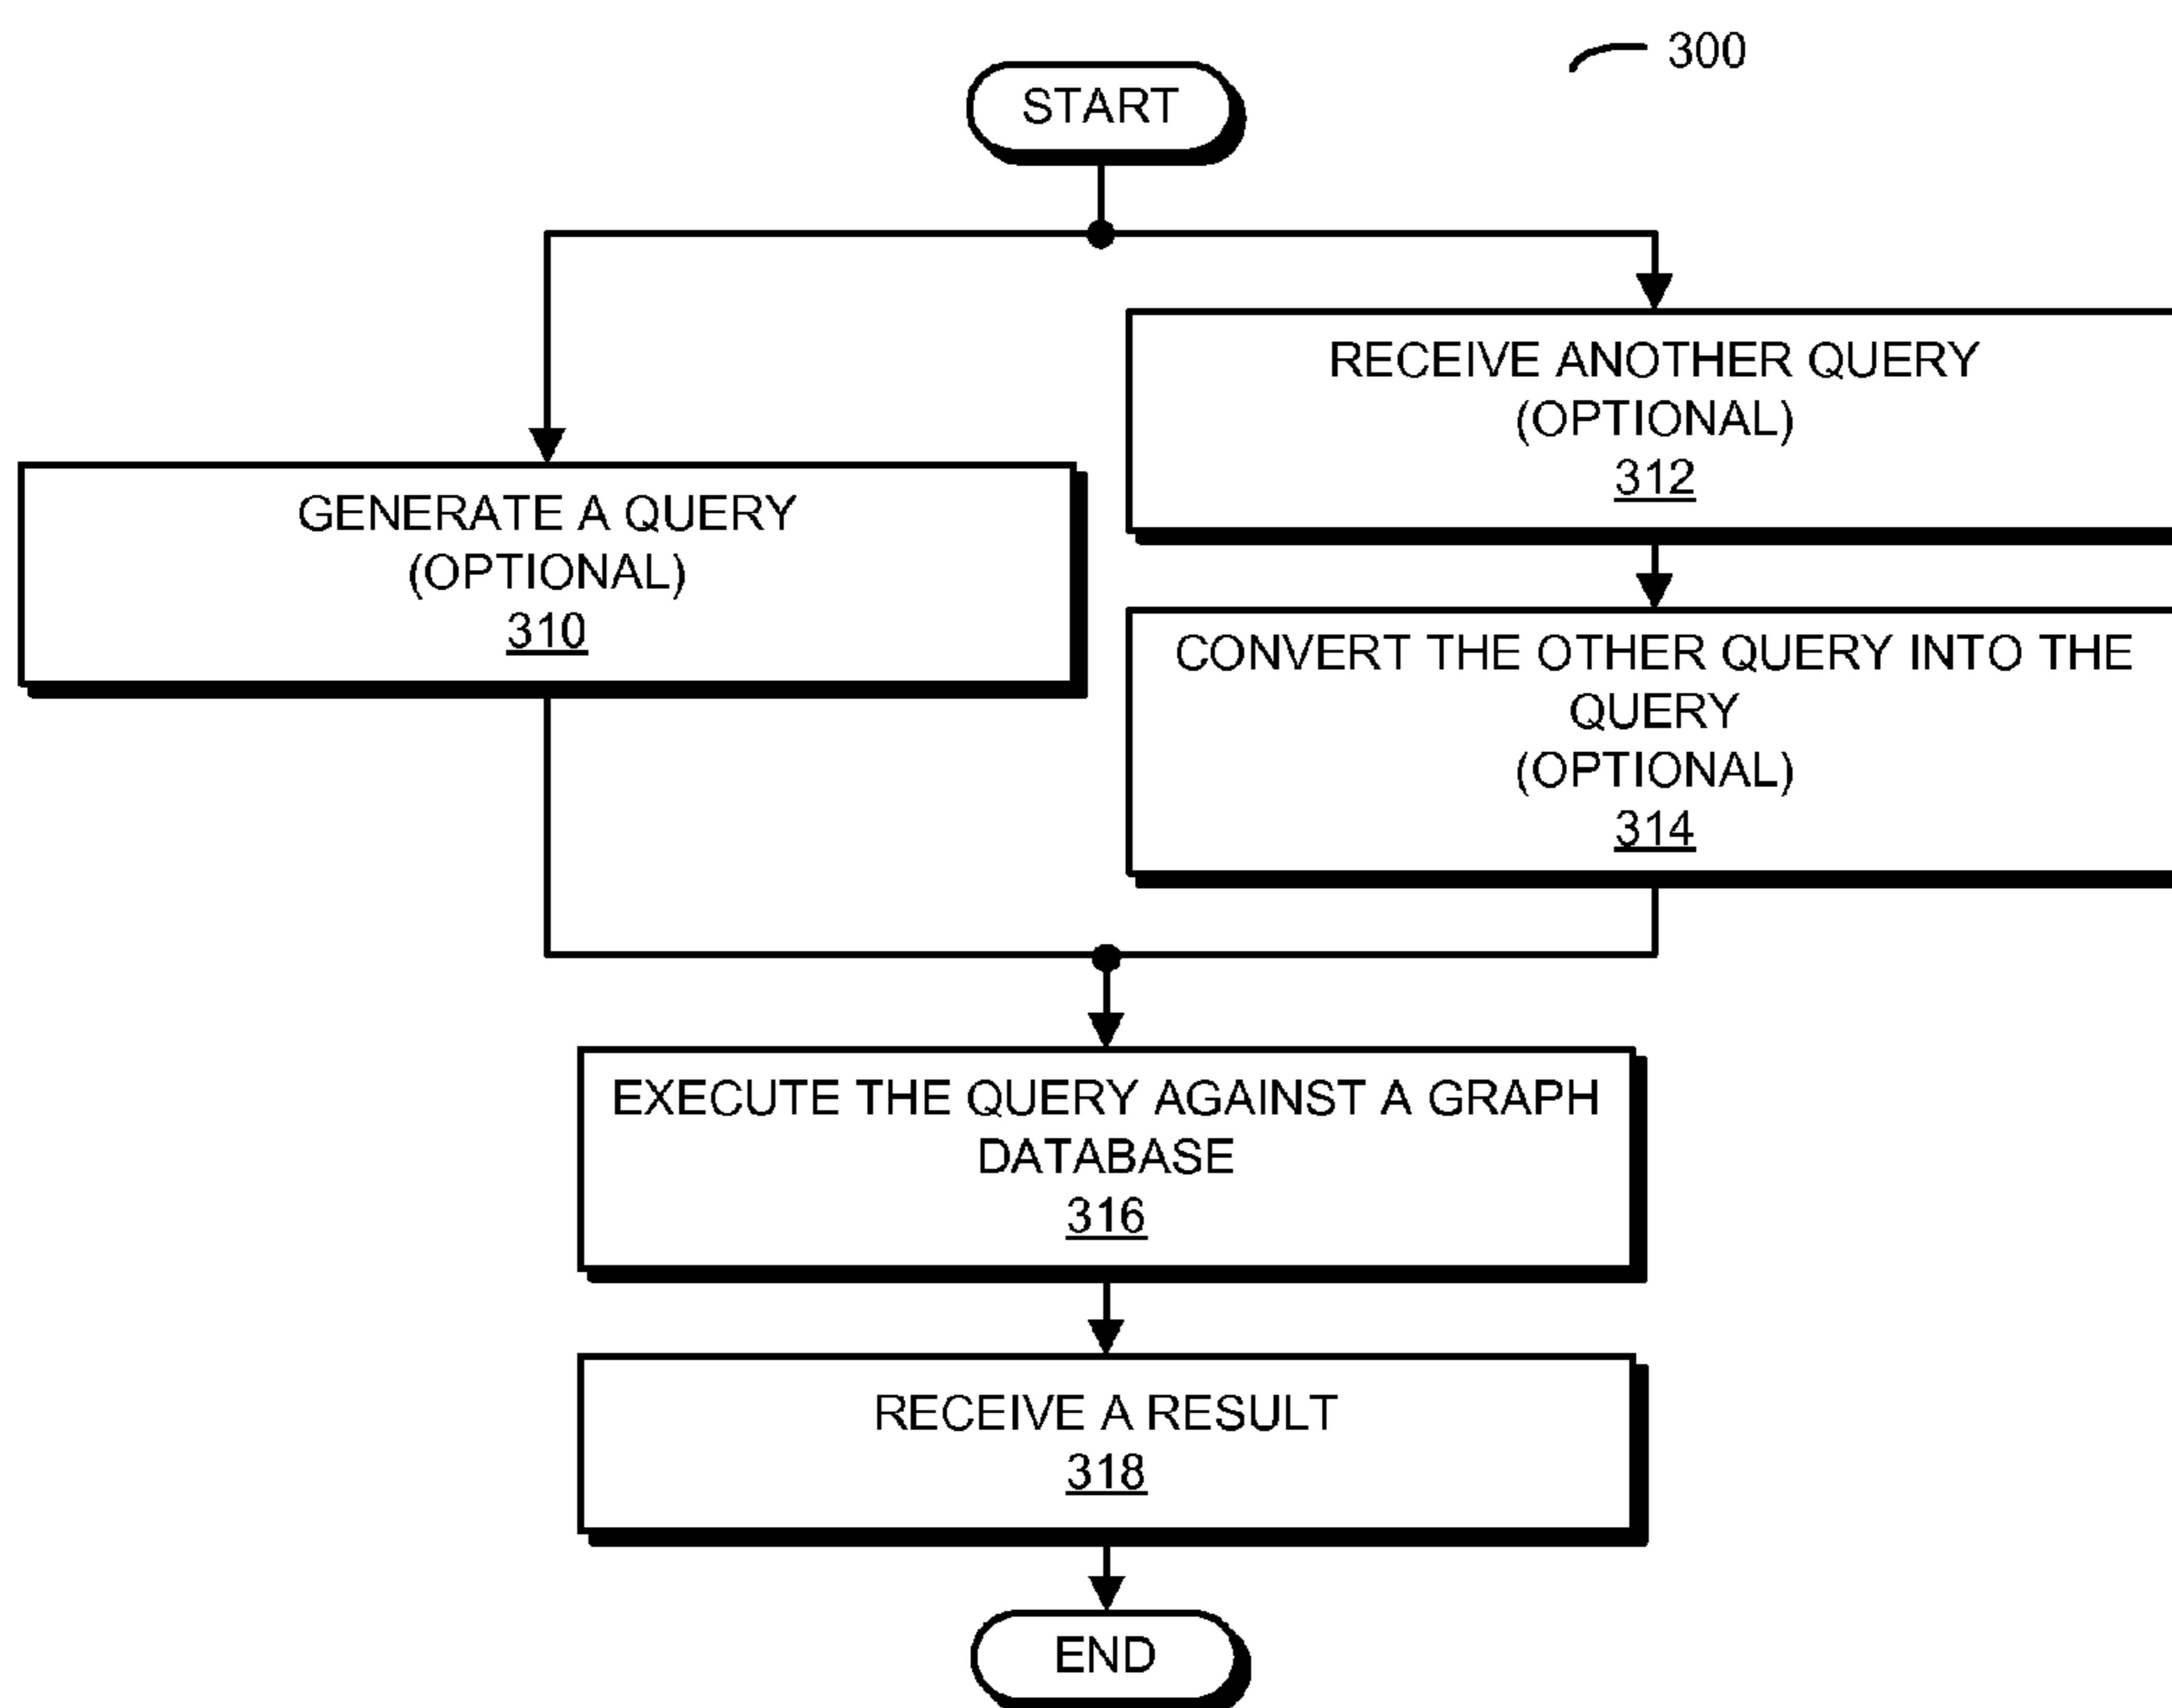 300
START
RECEIVE ANOTHER QUERY
(OPTIONAL)
312
GENERATE A QUERY
(OPTIONAL)
310
CONVERT THE OTHER QUERY INTO THE
QUERY
(OPTIONAL)
314
EXECUTE THE QUERY AGAINST A GRAPH
DATABASE
316
RECEIVE A RESULT
318
END